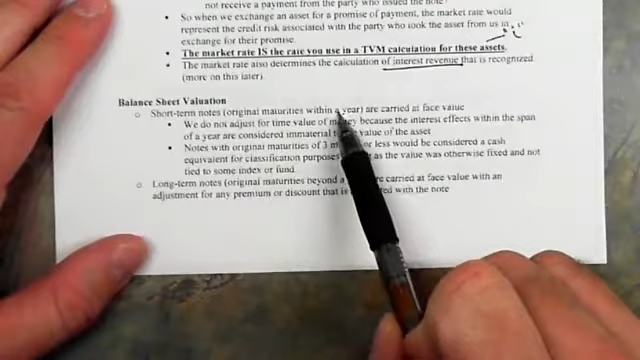 not receive a payment from the party who issued the note?
• So when we exchange an asset for a promise of payment, the market rate would
represent the credit risk associated with the party who took the asset from us in
exchange for their promise.
• The market rate IS the rate you use in a TVM calculation for these assets.
• The market rate also determines the calculation of interest revenue that is recognized
(more on this later).
Balance Sheet Valuation
o Short-term notes (original maturities within a year) are carried at face value
• We do not adjust for time value of money because the interest effects within the span
of a year are considered immaterial value of the asset
• Notes with original maturities of 3 or less would be considered a cash
equivalent for classification purposes as the value was otherwise fixed and not
tied to some index or fund.
o Long-term notes (original maturities beyond a are carried at face value with an
adjustment for any premium or discount that is with the note